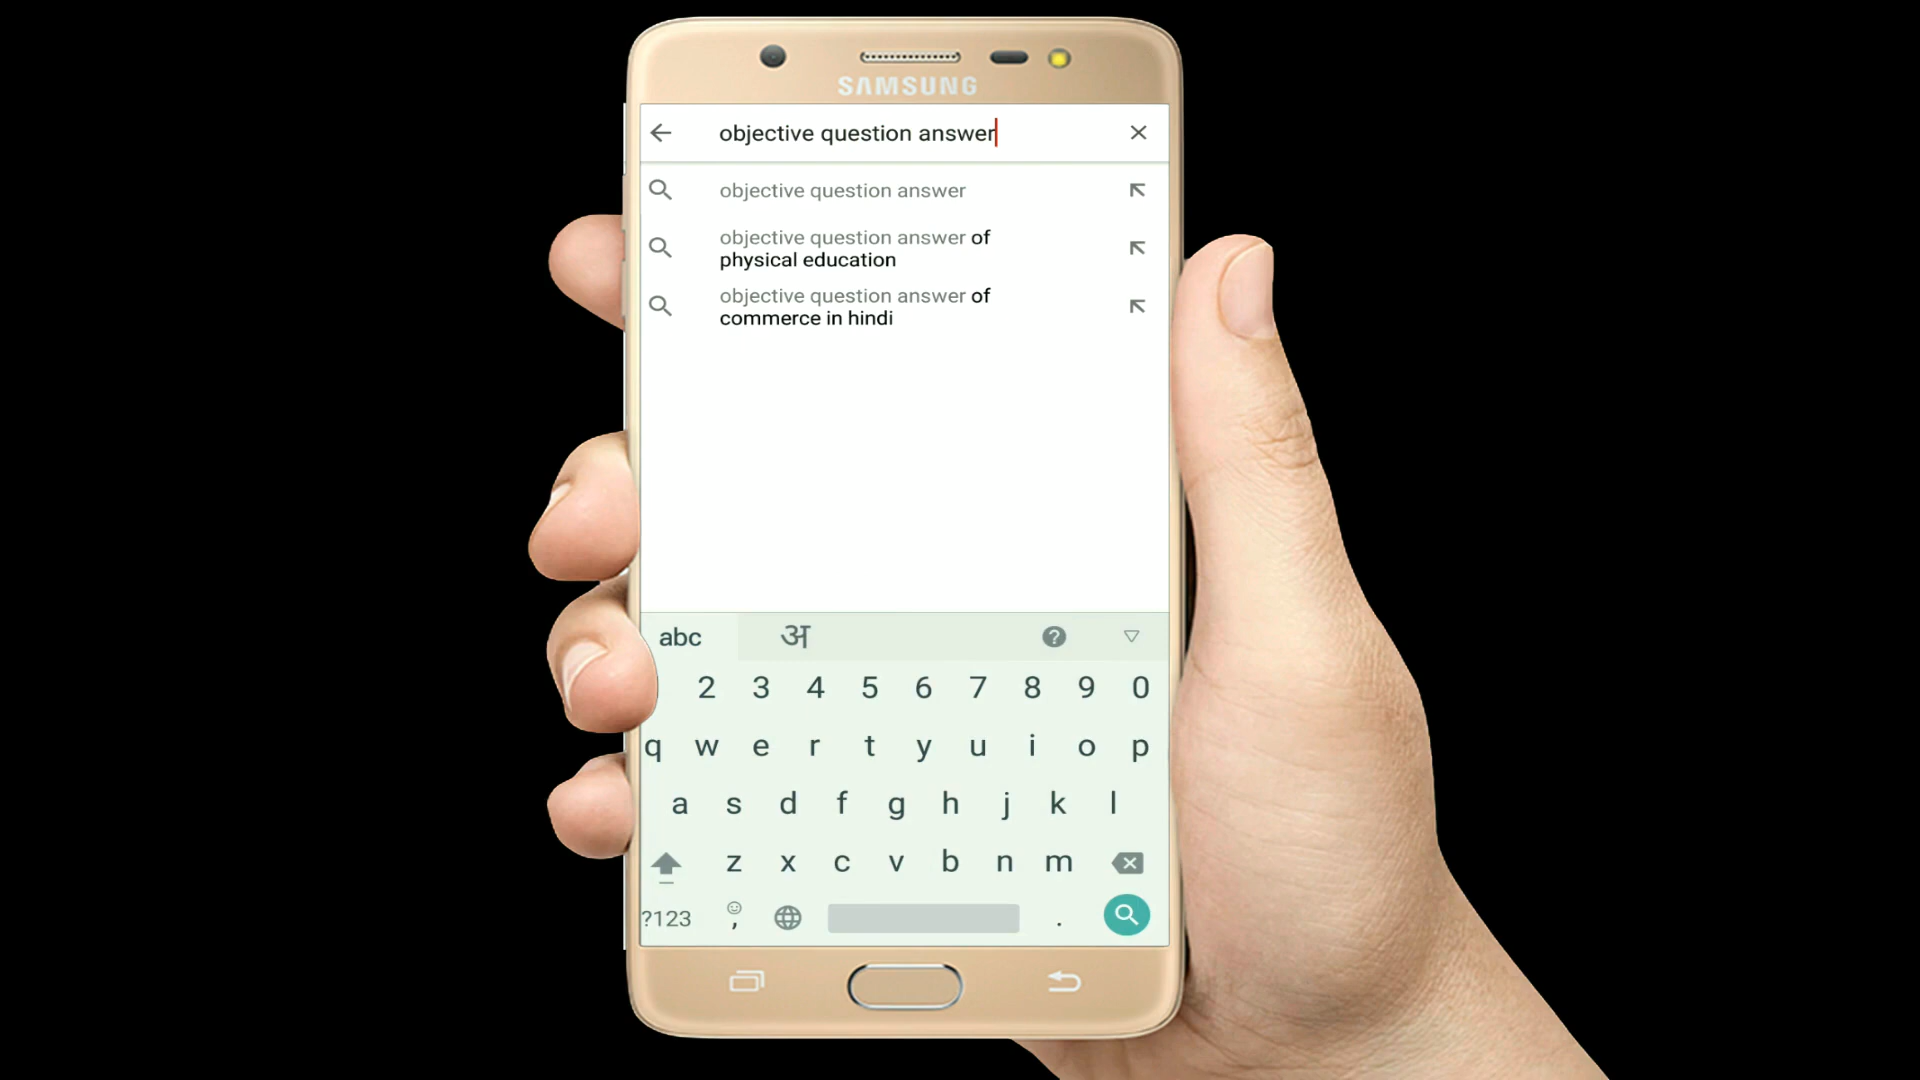 SAMSUNG
objective question answer
objective question answer
objective question answer of
physical education
objective question answer of
commerce in hindi
abc अ ?
2 3 4 5 6 7 8 9 0
q w e r t y u i o p
a s d f g h j k l
z x c v b n m
?123 , .